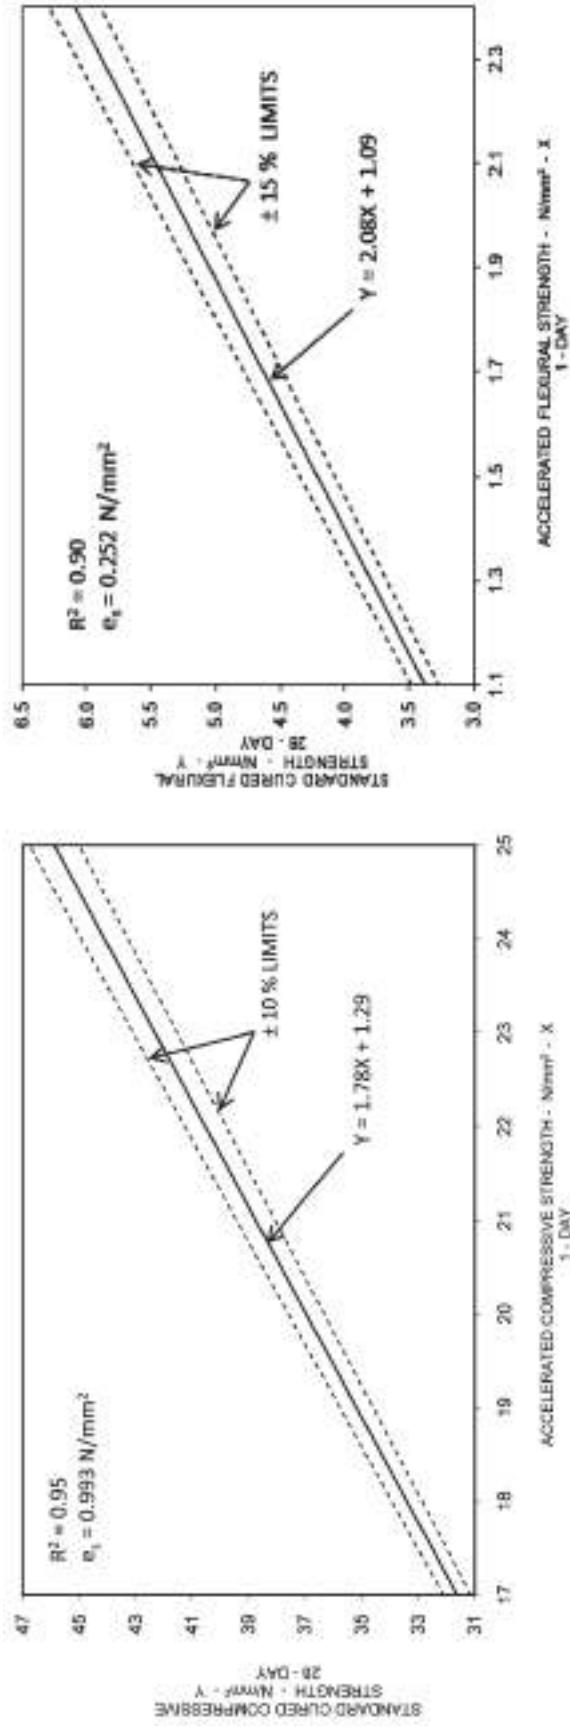 R² = 0.95
eₛ = 0.993 N/mm²
± 10 % LIMITS
Y = 1.78X + 1.29
47
45
43
41
39
37
35
33
31
17
18
19
20
21
22
23
24
25
STANDARD CURED COMPRESSIVE
STRENGTH - N/mm² - Y
28 - DAY
ACCELERATED COMPRESSIVE STRENGTH - N/mm² - X
1 - DAY
R² = 0.90
eₛ = 0.252 N/mm²
± 15 % LIMITS
Y = 2.08X + 1.09
6.5
6.0
5.5
5.0
4.5
4.0
3.5
3.0
1.1
1.3
1.5
1.7
1.9
2.1
2.3
STANDARD CURED FLEXURAL
STRENGTH - N/mm² - Y
28 - DAY
ACCELERATED FLEXURAL STRENGTH - N/mm² - X
1 - DAY